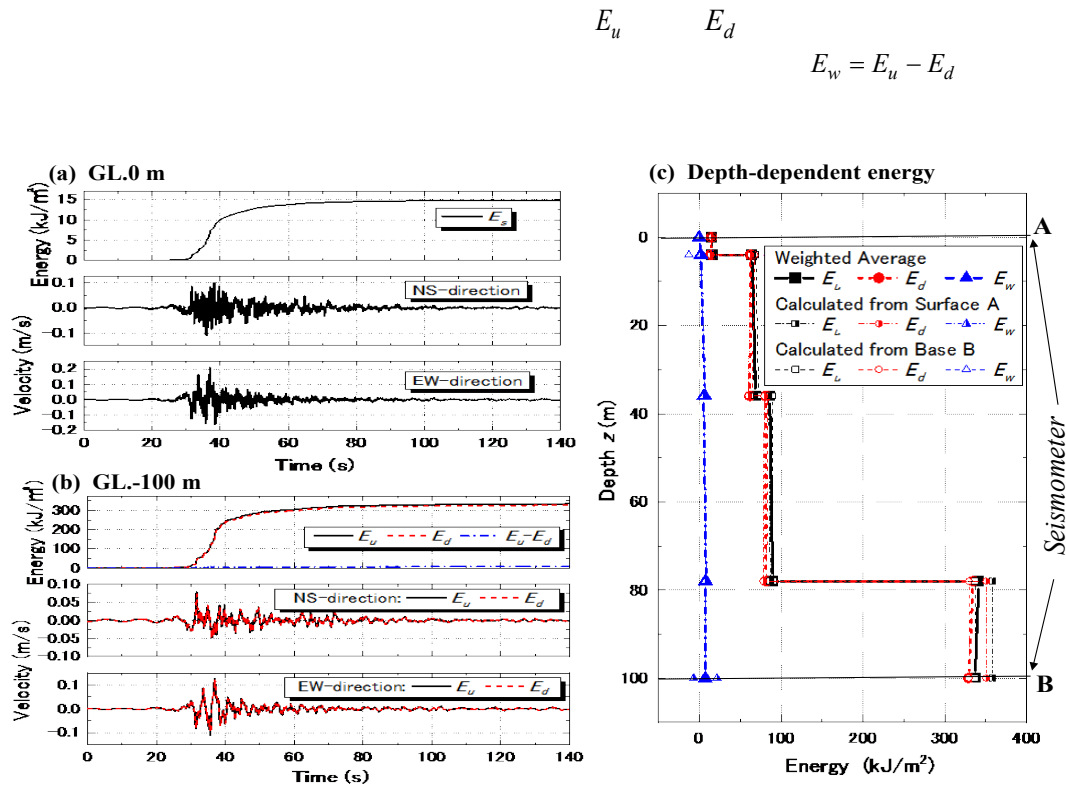 E_u E_d
E_w = E_u − E_d
(a) GL.0 m
Energy (kJ/m²)
15
10
5
0
E_s
0.1
0.0
−0.1
NS-direction
Velocity (m/s)
0.2
0.1
0.0
−0.1
−0.2
EW-direction
0 20 40 60 80 100 120 140
Time (s)
(b) GL.-100 m
Energy (kJ/m²)
300
200
100
0
E_u E_d E_u−E_d
0.10
0.05
0.00
−0.05
−0.10
NS-direction: E_u E_d
Velocity (m/s)
0.1
0.0
−0.1
EW-direction: E_u E_d
0 20 40 60 80 100 120 140
Time (s)
(c) Depth-dependent energy
Depth z (m)
0
20
40
60
80
100
Weighted Average
E_u E_d E_w
Calculated from Surface A
E_u E_d E_w
Calculated from Base B
E_u E_d E_w
0 100 200 300 400
Energy (kJ/m²)
A
Seismometer
B